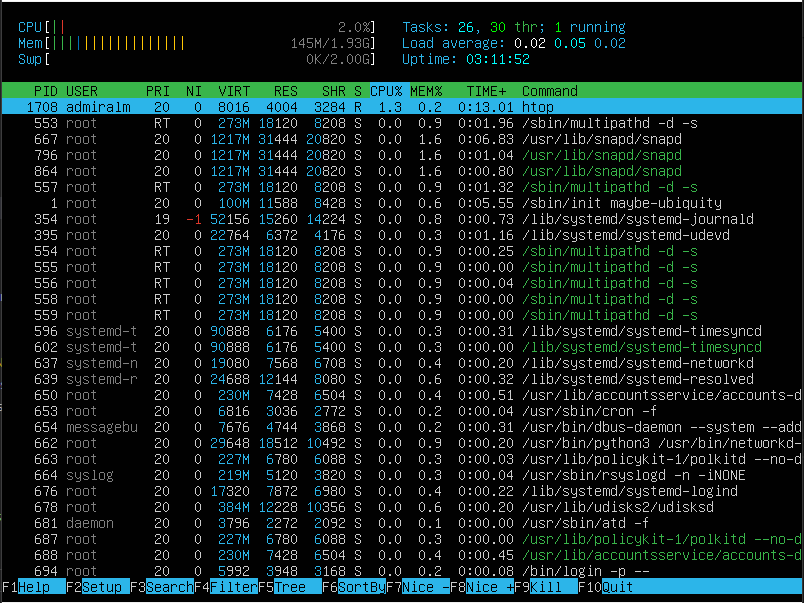 CPU[|| 2.0%] Tasks: 26, 30 thr; 1 running
Mem[||||||||||||||||| 145M/1.93G] Load average: 0.02 0.05 0.02
Swp[ 0K/2.00G] Uptime: 03:11:52
PID USER PRI NI VIRT RES SHR S CPU% MEM% TIME+ Command
1708 admiralm 20 0 8016 4004 3284 R 1.3 0.2 0:13.01 htop
553 root RT 0 273M 18120 8208 S 0.0 0.9 0:01.96 /sbin/multipathd -d -s
667 root 20 0 1217M 31444 20820 S 0.0 1.6 0:06.83 /usr/lib/snapd/snapd
796 root 20 0 1217M 31444 20820 S 0.0 1.6 0:01.04 /usr/lib/snapd/snapd
864 root 20 0 1217M 31444 20820 S 0.0 1.6 0:00.80 /usr/lib/snapd/snapd
557 root RT 0 273M 18120 8208 S 0.0 0.9 0:01.32 /sbin/multipathd -d -s
1 root 20 0 100M 11588 8428 S 0.0 0.6 0:05.55 /sbin/init maybe-ubiquity
354 root 19 -1 52156 15260 14224 S 0.0 0.8 0:00.73 /lib/systemd/systemd-journald
395 root 20 0 22764 6372 4176 S 0.0 0.3 0:01.16 /lib/systemd/systemd-udevd
554 root RT 0 273M 18120 8208 S 0.0 0.9 0:00.25 /sbin/multipathd -d -s
555 root RT 0 273M 18120 8208 S 0.0 0.9 0:00.00 /sbin/multipathd -d -s
556 root RT 0 273M 18120 8208 S 0.0 0.9 0:00.04 /sbin/multipathd -d -s
558 root RT 0 273M 18120 8208 S 0.0 0.9 0:00.00 /sbin/multipathd -d -s
559 root RT 0 273M 18120 8208 S 0.0 0.9 0:00.00 /sbin/multipathd -d -s
596 systemd-t 20 0 90888 6176 5400 S 0.0 0.3 0:00.31 /lib/systemd/systemd-timesyncd
602 systemd-t 20 0 90888 6176 5400 S 0.0 0.3 0:00.00 /lib/systemd/systemd-timesyncd
637 systemd-n 20 0 19080 7568 6708 S 0.0 0.4 0:00.20 /lib/systemd/systemd-networkd
639 systemd-r 20 0 24688 12144 8080 S 0.0 0.6 0:00.32 /lib/systemd/systemd-resolved
650 root 20 0 230M 7428 6504 S 0.0 0.4 0:00.51 /usr/lib/accountsservice/accounts-d
653 root 20 0 6816 3036 2772 S 0.0 0.2 0:00.04 /usr/sbin/cron -f
654 messagebu 20 0 7676 4744 3868 S 0.0 0.2 0:00.31 /usr/bin/dbus-daemon --system --add
662 root 20 0 29648 18512 10492 S 0.0 0.9 0:00.20 /usr/bin/python3 /usr/bin/networkd-
663 root 20 0 227M 6780 6088 S 0.0 0.3 0:00.03 /usr/lib/policykit-1/polkitd --no-d
664 syslog 20 0 219M 5120 3820 S 0.0 0.3 0:00.04 /usr/sbin/rsyslogd -n -iNONE
676 root 20 0 17320 7872 6980 S 0.0 0.4 0:00.22 /lib/systemd/systemd-logind
678 root 20 0 384M 12228 10356 S 0.0 0.6 0:00.20 /usr/lib/udisks2/udisksd
681 daemon 20 0 3796 2272 2092 S 0.0 0.1 0:00.00 /usr/sbin/atd -f
687 root 20 0 227M 6780 6088 S 0.0 0.3 0:00.00 /usr/lib/policykit-1/polkitd --no-d
688 root 20 0 230M 7428 6504 S 0.0 0.4 0:00.45 /usr/lib/accountsservice/accounts-d
694 root 20 0 5992 3948 3168 S 0.0 0.2 0:00.08 /bin/login -p --
F1Help F2Setup F3SearchF4FilterF5Tree F6SortByF7Nice -F8Nice +F9Kill F10Quit